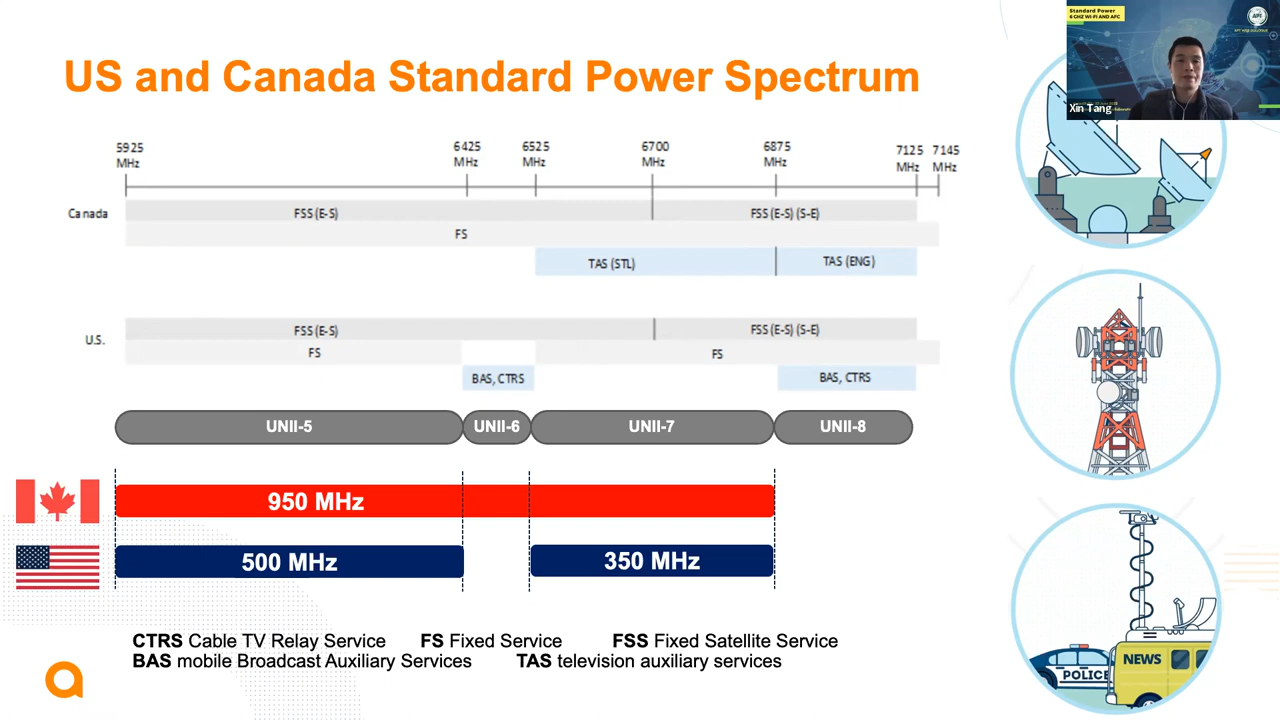 Standard Power
6 GHZ WI-FI AND AFC
Xin Tang
US and Canada Standard Power Spectrum
5925 MHz
6425 MHz
6525 MHz
6700 MHz
6875 MHz
7125 MHz
7145 MHz
Canada
FSS (E-S)
FSS (E-S) (S-E)
FS
TAS (STL)
TAS (ENG)
U.S.
FSS (E-S)
FSS (E-S) (S-E)
FS
FS
BAS, CTRS
BAS, CTRS
UNII-5
UNII-6
UNII-7
UNII-8
950 MHz
500 MHz
350 MHz
CTRS Cable TV Relay Service FS Fixed Service FSS Fixed Satellite Service
BAS mobile Broadcast Auxiliary Services TAS television auxiliary services
NEWS
POLICE